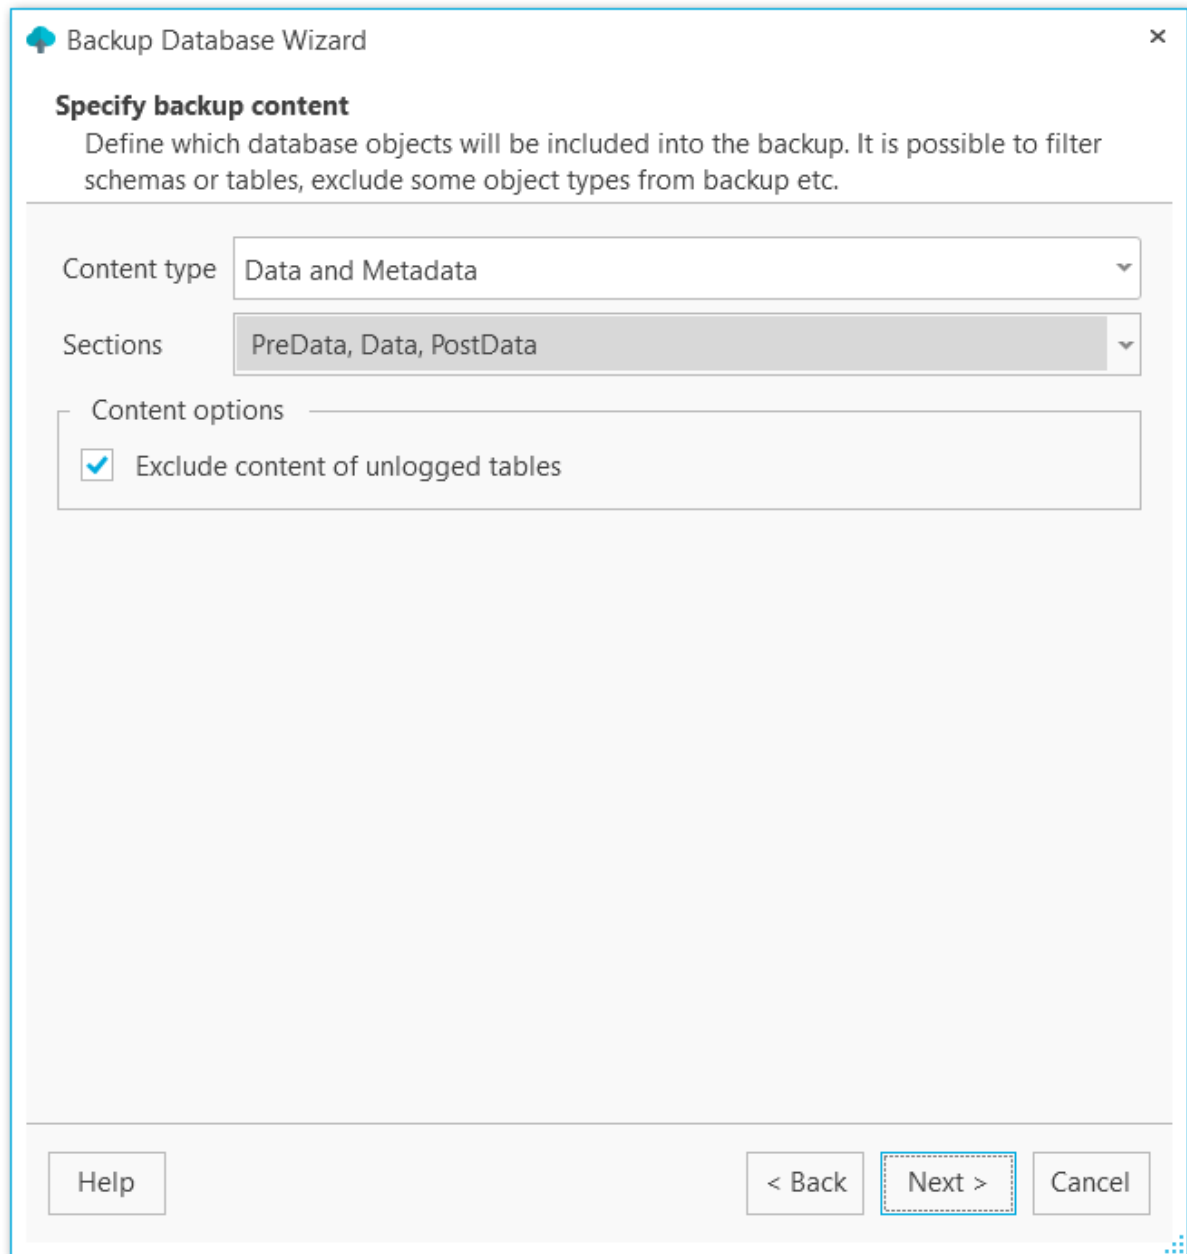 Backup Database Wizard
Specify backup content
Define which database objects will be included into the backup. It is possible to filter
schemas or tables, exclude some object types from backup etc.
Content type Data and Metadata
Sections PreData, Data, PostData
Content options
Exclude content of unlogged tables
Help < Back Next > Cancel